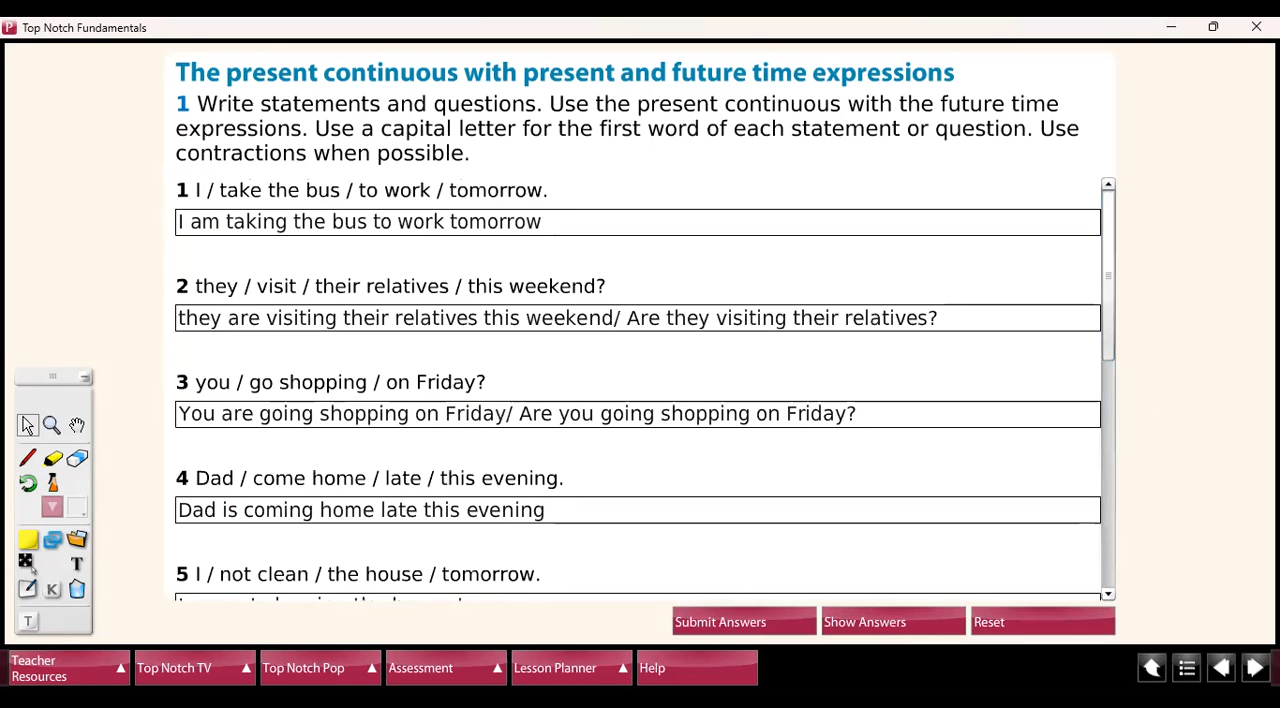 Top Notch Fundamentals
The present continuous with present and future time expressions
1 Write statements and questions. Use the present continuous with the future time
expressions. Use a capital letter for the first word of each statement or question. Use
contractions when possible.
1 I / take the bus / to work / tomorrow.
I am taking the bus to work tomorrow
2 they / visit / their relatives / this weekend?
they are visiting their relatives this weekend/ Are they visiting their relatives?
3 you / go shopping / on Friday?
You are going shopping on Friday/ Are you going shopping on Friday?
4 Dad / come home / late / this evening.
Dad is coming home late this evening
5 I / not clean / the house / tomorrow.
Submit Answers Show Answers Reset
T
K
T
Teacher
Resources
Top Notch TV Top Notch Pop Assessment Lesson Planner Help